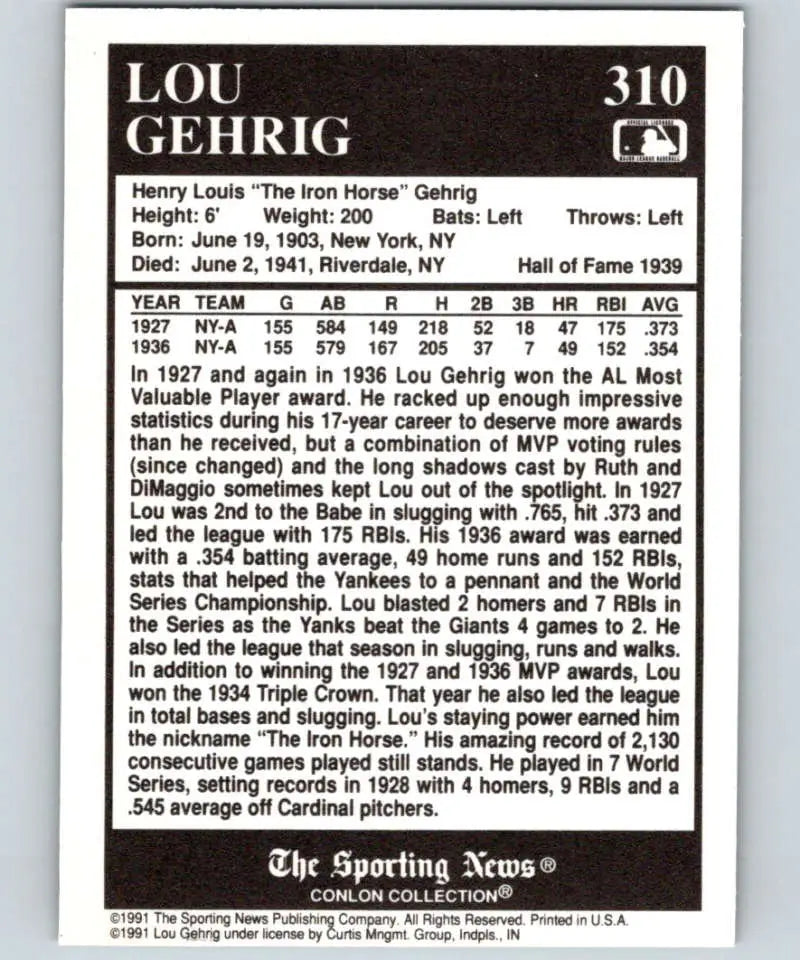 LOU
GEHRIG
310
OFFICIAL LICENSEE
MAJOR LEAGUE BASEBALL
Henry Louis “The Iron Horse” Gehrig
Height: 6' Weight: 200 Bats: Left Throws: Left
Born: June 19, 1903, New York, NY
Died: June 2, 1941, Riverdale, NY Hall of Fame 1939
YEAR TEAM G AB R H 2B 3B HR RBI AVG
1927 NY-A 155 584 149 218 52 18 47 175 .373
1936 NY-A 155 579 167 205 37 7 49 152 .354
In 1927 and again in 1936 Lou Gehrig won the AL Most
Valuable Player award. He racked up enough impressive
statistics during his 17-year career to deserve more awards
than he received, but a combination of MVP voting rules
(since changed) and the long shadows cast by Ruth and
DiMaggio sometimes kept Lou out of the spotlight. In 1927
Lou was 2nd to the Babe in slugging with .765, hit .373 and
led the league with 175 RBIs. His 1936 award was earned
with a .354 batting average, 49 home runs and 152 RBIs,
stats that helped the Yankees to a pennant and the World
Series Championship. Lou blasted 2 homers and 7 RBIs in
the Series as the Yanks beat the Giants 4 games to 2. He
also led the league that season in slugging, runs and walks.
In addition to winning the 1927 and 1936 MVP awards, Lou
won the 1934 Triple Crown. That year he also led the league
in total bases and slugging. Lou's staying power earned him
the nickname “The Iron Horse.” His amazing record of 2,130
consecutive games played still stands. He played in 7 World
Series, setting records in 1928 with 4 homers, 9 RBIs and a
.545 average off Cardinal pitchers.
The Sporting News®
CONLON COLLECTION®
©1991 The Sporting News Publishing Company. All Rights Reserved. Printed in U.S.A.
©1991 Lou Gehrig under license by Curtis Mngmt. Group, Indpls., IN